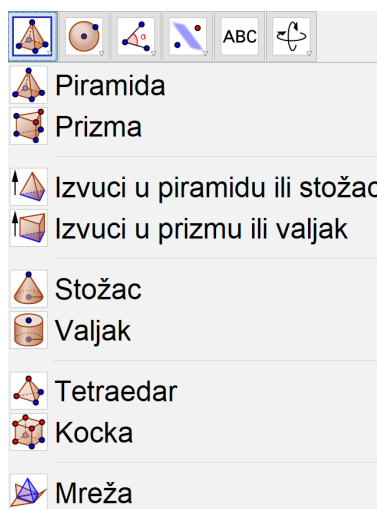 α ABC
Piramida
Prizma
Izvuci u piramidu ili stožac
Izvuci u prizmu ili valjak
Stožac
Valjak
Tetraedar
Kocka
Mreža